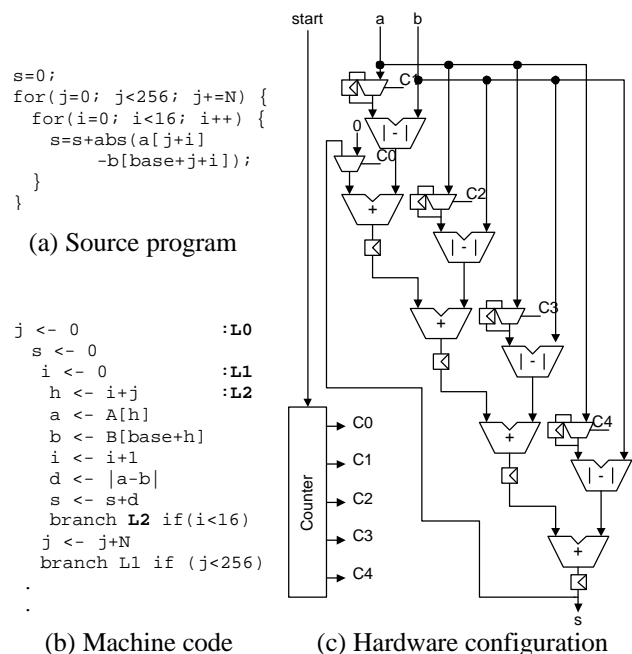 s=0;
for(j=0; j<256; j+=N) {
for(i=0; i<16; i++) {
s=s+abs(a[j+i]
-b[base+j+i]);
}
}
(a) Source program
j <- 0 :L0
s <- 0
i <- 0 :L1
h <- i+j :L2
a <- A[h]
b <- B[base+h]
i <- i+1
d <- |a-b|
s <- s+d
branch L2 if(i<16)
j <- j+N
branch L1 if (j<256)
.
.
(b) Machine code
start
a
b
C1
| - |
0
C0
+
C2
| - |
+
C3
| - |
+
C4
| - |
+
s
Counter
C0
C1
C2
C3
C4
(c) Hardware configuration